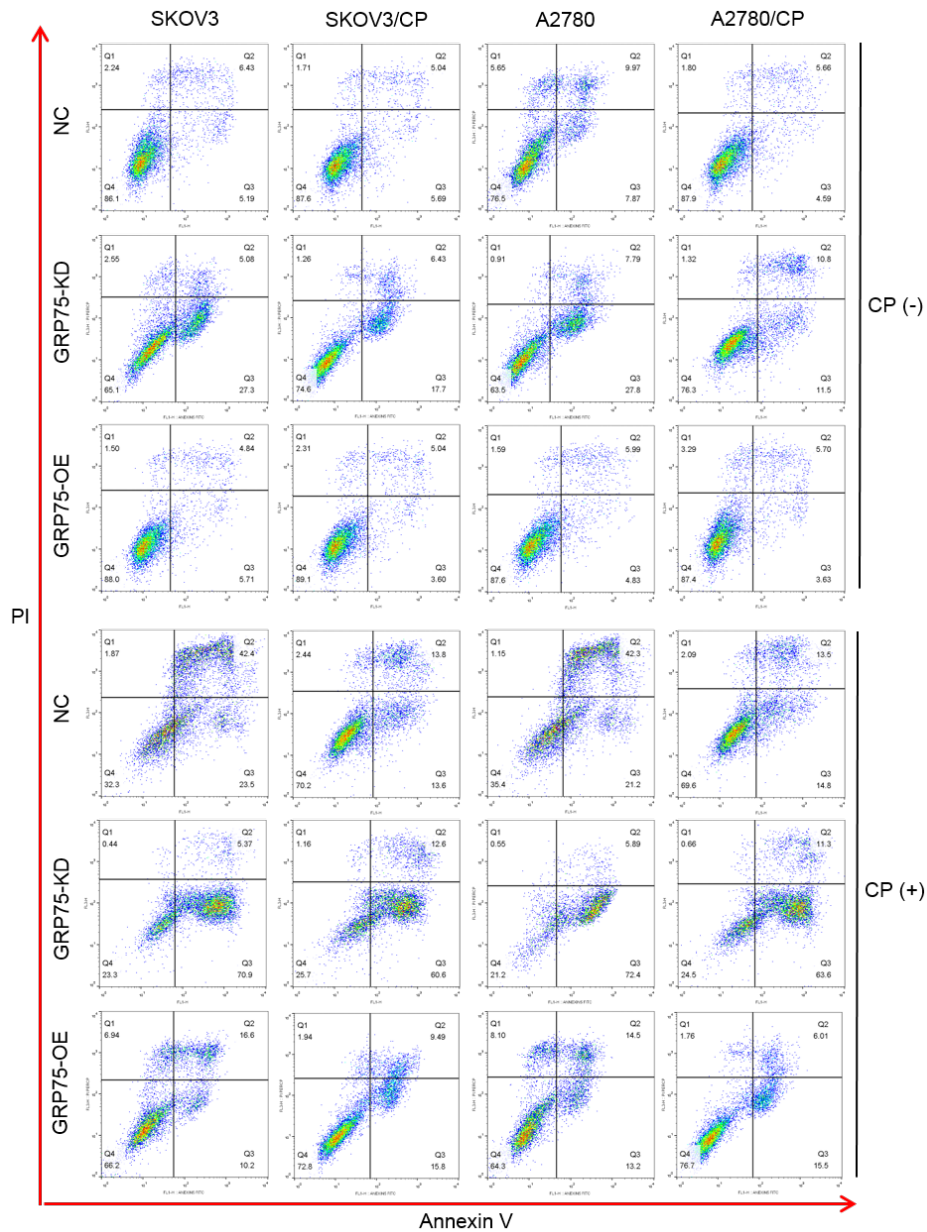 SKOV3 SKOV3/CP A2780 A2780/CP
NC
Q1 Q2 Q1 Q2 Q1 Q2 Q1 Q2
2.24 6.43 1.71 5.04 5.65 9.97 1.80 5.66
Q4 Q3 Q4 Q3 Q4 Q3 Q4 Q3
86.1 5.19 87.6 5.69 76.5 7.87 87.9 4.59
GRP75-KD
Q1 Q2 Q1 Q2 Q1 Q2 Q1 Q2
2.55 5.08 1.26 6.43 0.91 7.79 1.32 10.8
Q4 Q3 Q4 Q3 Q4 Q3 Q4 Q3
65.1 27.3 74.6 17.7 63.5 27.8 76.3 11.5
CP (-)
GRP75-OE
Q1 Q2 Q1 Q2 Q1 Q2 Q1 Q2
1.50 4.84 2.31 5.04 1.59 5.99 3.29 5.70
Q4 Q3 Q4 Q3 Q4 Q3 Q4 Q3
88.0 5.71 89.1 3.60 87.6 4.83 87.4 3.63
PI
NC
Q1 Q2 Q1 Q2 Q1 Q2 Q1 Q2
1.87 42.4 2.44 13.8 1.15 42.3 2.09 13.5
Q4 Q3 Q4 Q3 Q4 Q3 Q4 Q3
32.3 23.5 70.2 13.6 35.4 21.2 69.6 14.8
GRP75-KD
Q1 Q2 Q1 Q2 Q1 Q2 Q1 Q2
0.44 5.37 1.16 12.6 0.55 5.89 0.66 11.3
Q4 Q3 Q4 Q3 Q4 Q3 Q4 Q3
23.3 70.9 25.7 60.6 21.2 72.4 24.5 63.6
CP (+)
GRP75-OE
Q1 Q2 Q1 Q2 Q1 Q2 Q1 Q2
6.94 16.6 1.94 9.49 8.10 14.5 1.76 6.01
Q4 Q3 Q4 Q3 Q4 Q3 Q4 Q3
66.2 10.2 72.8 15.8 64.3 13.2 76.7 15.5
Annexin V